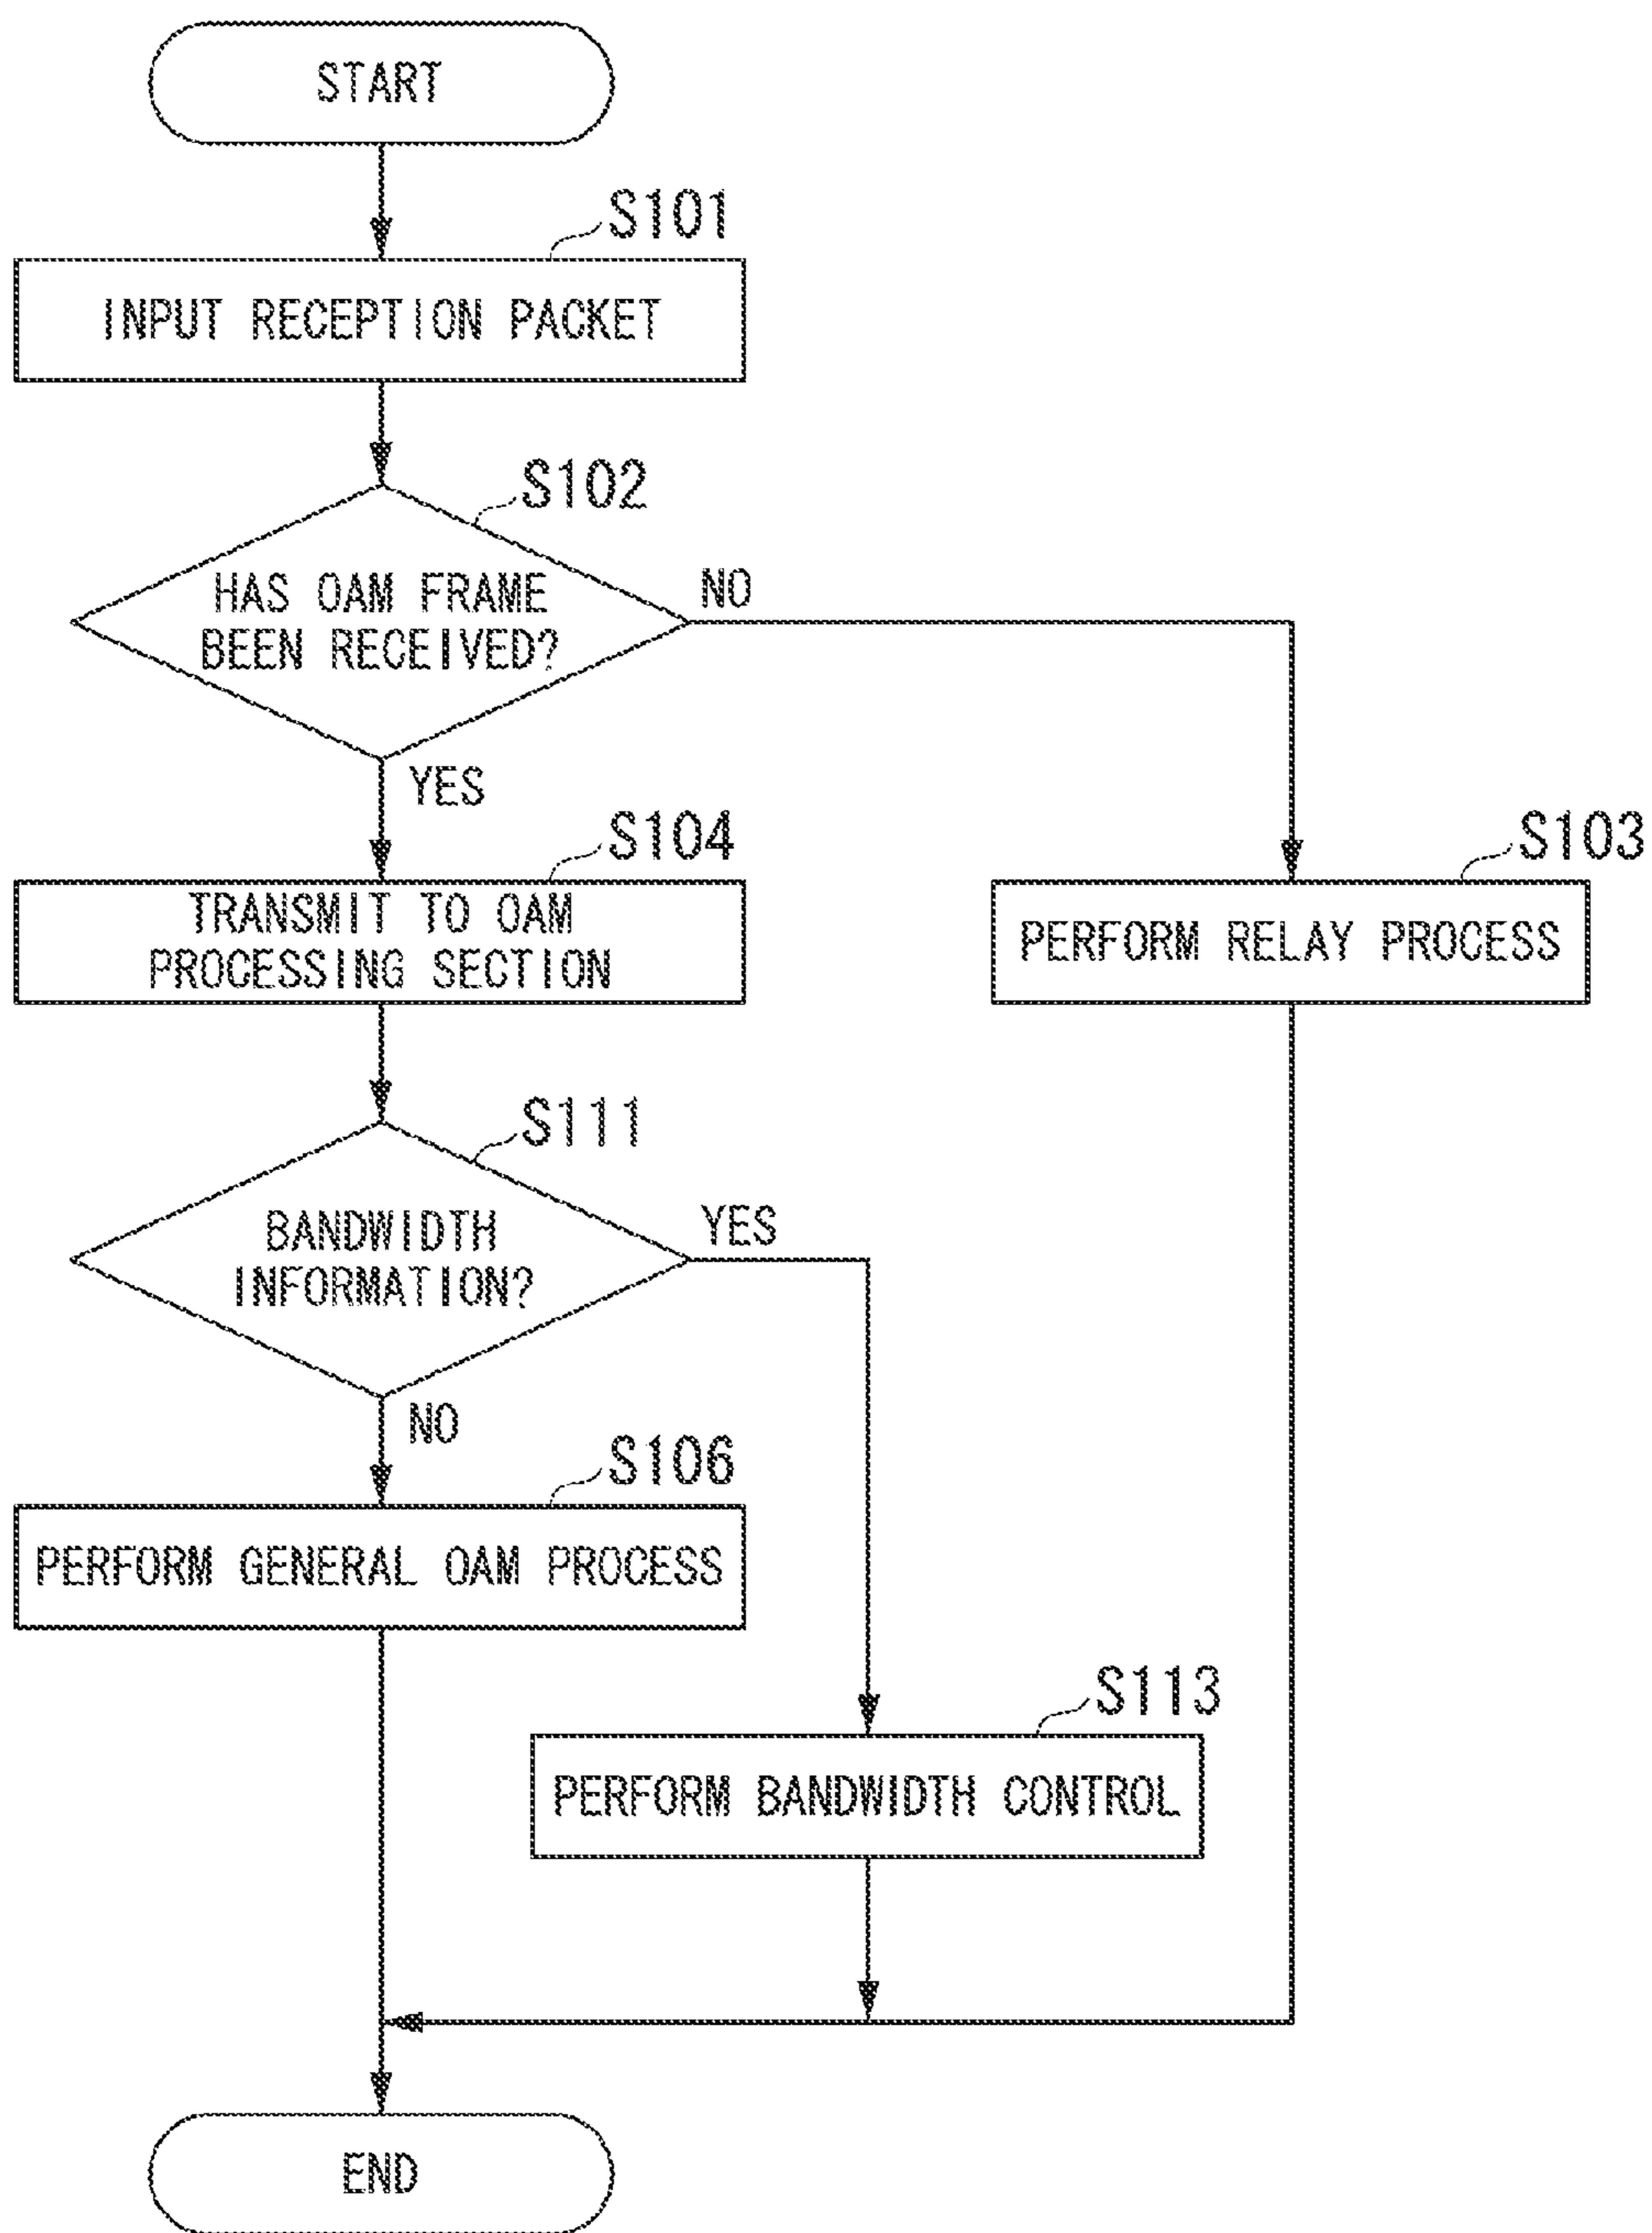 START
S101
INPUT RECEPTION PACKET
S102
HAS OAM FRAME
BEEN RECEIVED?
NO
YES
S104
TRANSMIT TO OAM
PROCESSING SECTION
S103
PERFORM RELAY PROCESS
S111
BANDWIDTH
INFORMATION?
YES
NO
S106
PERFORM GENERAL OAM PROCESS
S113
PERFORM BANDWIDTH CONTROL
END